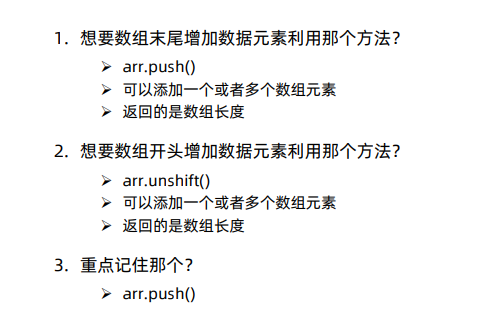 1. 想要数组末尾增加数据元素利用那个方法？
➢ arr.push()
➢ 可以添加一个或者多个数组元素
➢ 返回的是数组长度
2. 想要数组开头增加数据元素利用那个方法？
➢ arr.unshift()
➢ 可以添加一个或者多个数组元素
➢ 返回的是数组长度
3. 重点记住那个？
➢ arr.push()